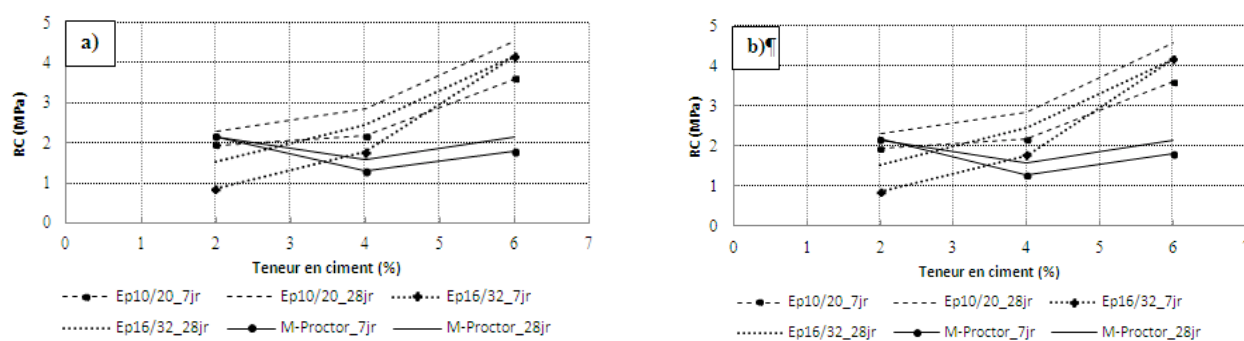 a)
5
4
3
2
1
0
RC (MPa)
0 1 2 3 4 5 6 7
Teneur en ciment (%)
Ep10/20_7jr Ep10/20_28jr Ep16/32_7jr
Ep16/32_28jr M-Proctor_7jr M-Proctor_28jr
b)¶
5
4
3
2
1
0
RC (MPa)
0 1 2 3 4 5 6 7
Teneur en ciment (%)
Ep10/20_7jr Ep10/20_28jr Ep16/32_7jr
Ep16/32_28jr M-Proctor_7jr M-Proctor_28jr